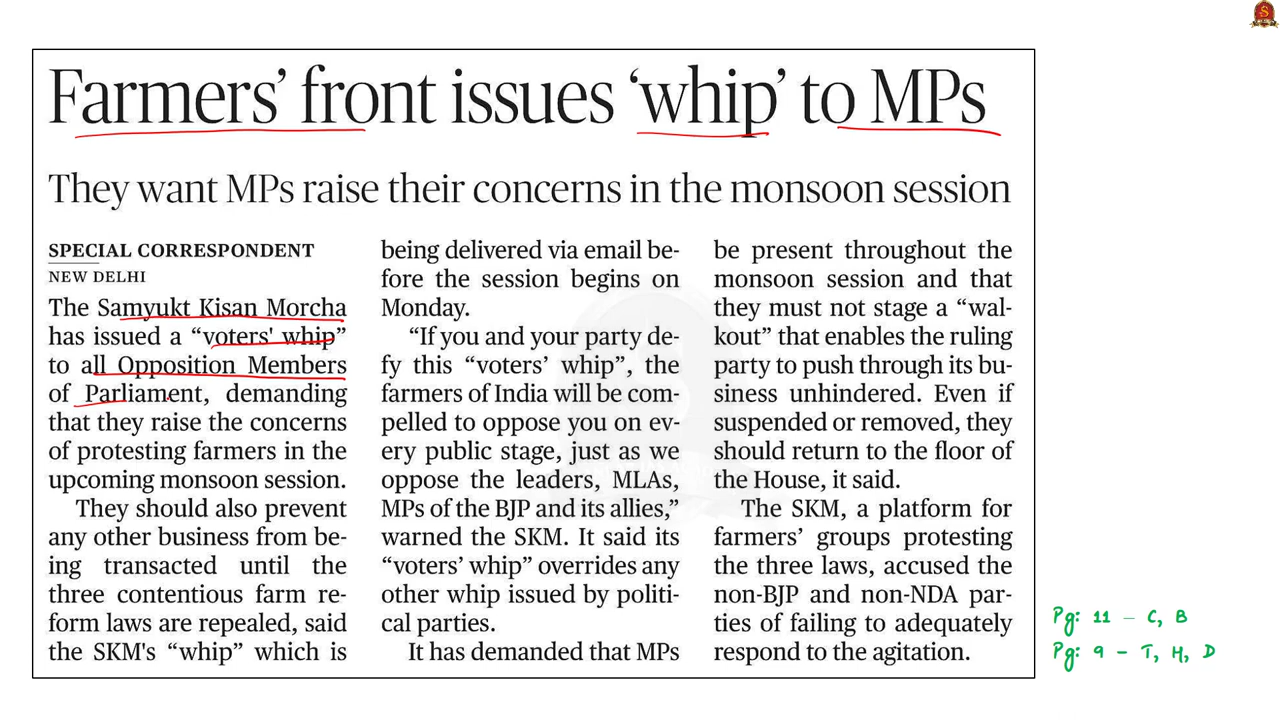 Farmers’ front issues ‘whip’ to MPs
They want MPs raise their concerns in the monsoon session
SPECIAL CORRESPONDENT
NEW DELHI
The Samyukt Kisan Morcha
has issued a “voters' whip”
to all Opposition Members
of Parliament, demanding
that they raise the concerns
of protesting farmers in the
upcoming monsoon session.
They should also prevent
any other business from be-
ing transacted until the
three contentious farm re-
form laws are repealed, said
the SKM's “whip” which is
being delivered via email be-
fore the session begins on
Monday.
“If you and your party de-
fy this “voters’ whip”, the
farmers of India will be com-
pelled to oppose you on ev-
ery public stage, just as we
oppose the leaders, MLAs,
MPs of the BJP and its allies,”
warned the SKM. It said its
“voters’ whip” overrides any
other whip issued by politi-
cal parties.
It has demanded that MPs
be present throughout the
monsoon session and that
they must not stage a “wal-
kout” that enables the ruling
party to push through its bu-
siness unhindered. Even if
suspended or removed, they
should return to the floor of
the House, it said.
The SKM, a platform for
farmers’ groups protesting
the three laws, accused the
non-BJP and non-NDA par-
ties of failing to adequately
respond to the agitation.
Pg: 11 – C, B
Pg: 9 – T, H, D